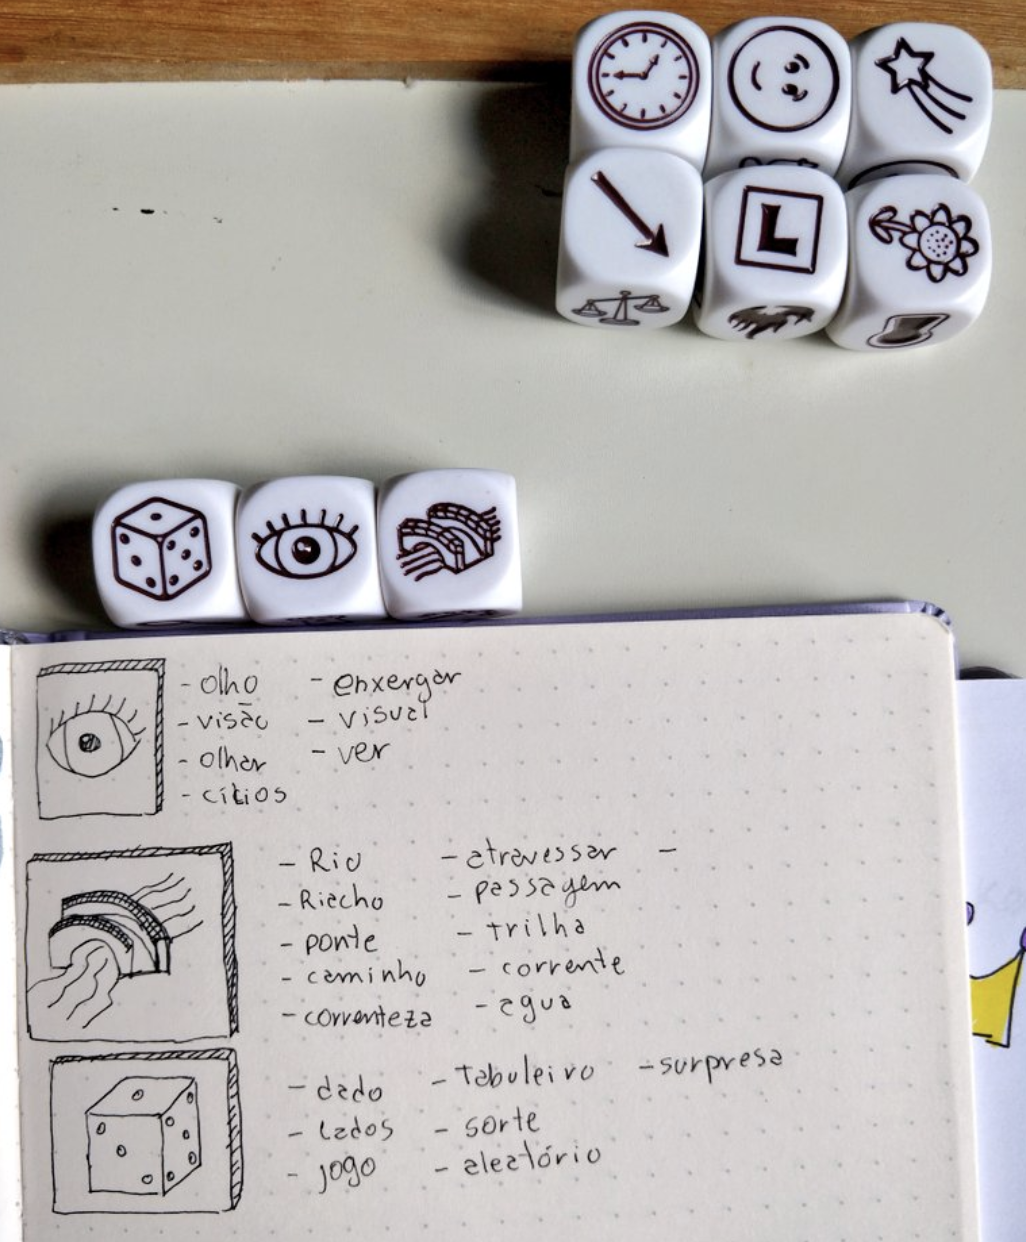 L
- olho - enxergar
- visão - visual
- olhar - ver
- cílios
- Rio - atravessar -
- Riacho - passagem
- ponte - trilha
- caminho - corrente
- correnteza - agua
- dado - Tabuleiro - surpresa
- lados - sorte
- jogo - aleatório